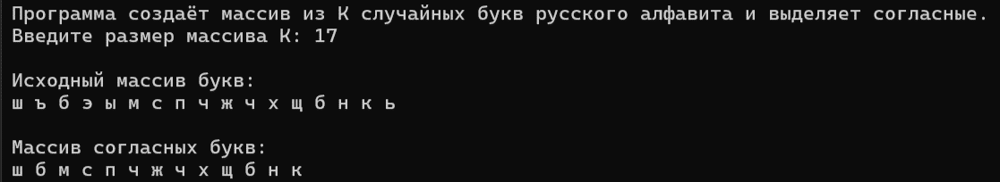 Программа создаёт массив из К случайных букв русского алфавита и выделяет согласные.
Введите размер массива К: 17
Исходный массив букв:
ш ъ б э ы м с п ч ж ч х щ б н к ь
Массив согласных букв:
ш б м с п ч ж ч х щ б н к